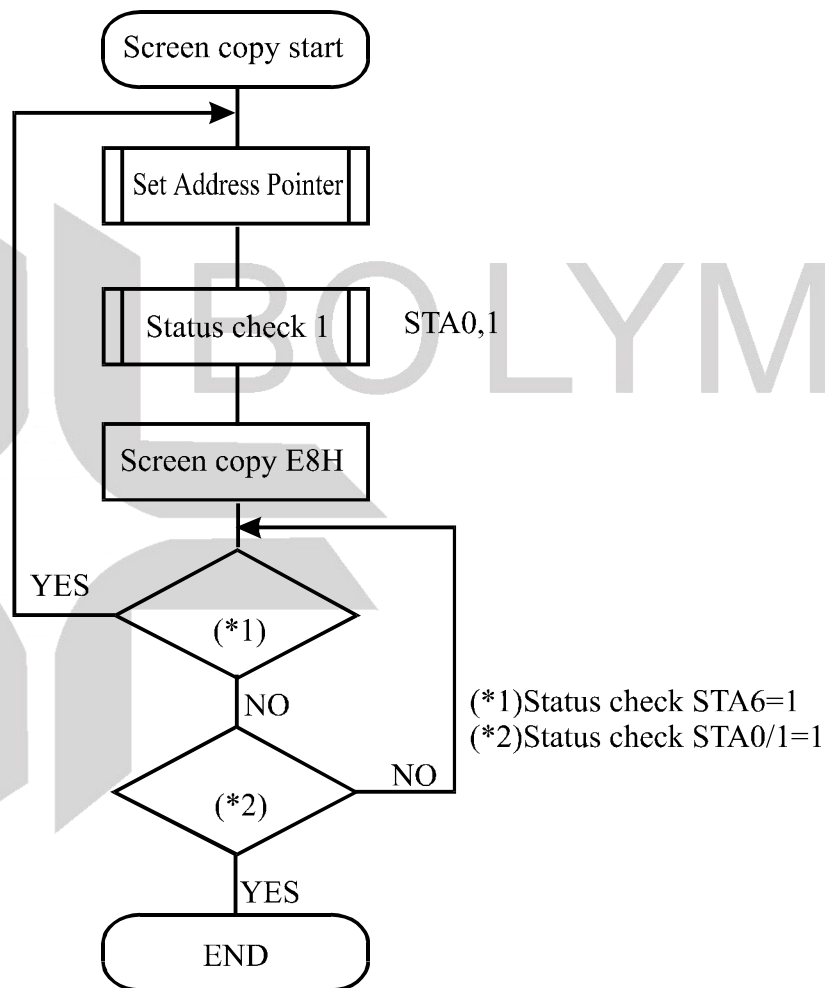 Screen copy start
Set Address Pointer
Status check 1
STA0,1
BOLYM
Screen copy E8H
YES
(*1)
NO
(*1)Status check STA6=1
(*2)Status check STA0/1=1
NO
(*2)
YES
END